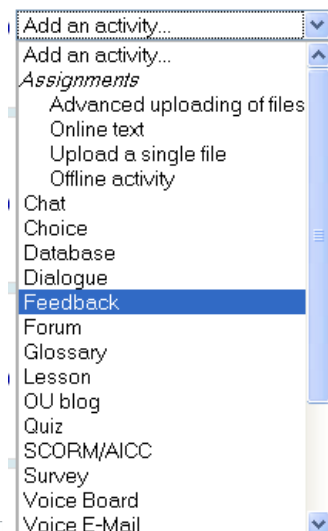 Add an activity...
Add an activity...
Assignments
Advanced uploading of files
Online text
Upload a single file
Offline activity
Chat
Choice
Database
Dialogue
Feedback
Forum
Glossary
Lesson
OU blog
Quiz
SCORM/AICC
Survey
Voice Board
Voice E-Mail